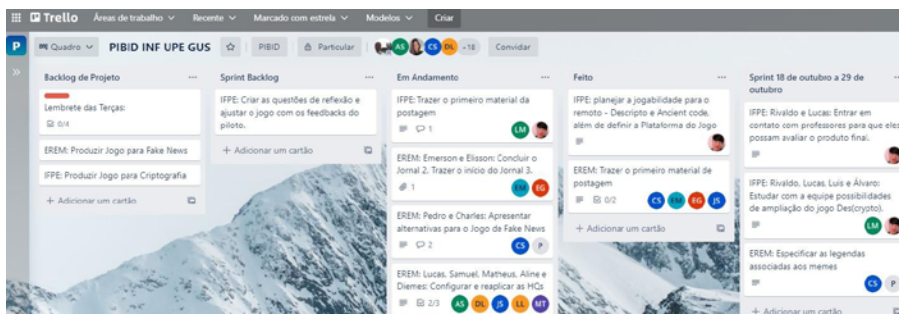 Trello Áreas de trabalho Recente Marcado com estrela Modelos Criar
P Quadro PIBID INF UPE GUS PIBID Particular AS CS DL +18 Convidar
Backlog de Projeto
Lembrete das Terças:
0/4
EREM: Produzir Jogo para Fake News
IFPE: Produzir Jogo para Criptografia
+ Adicionar um cartão
Sprint Backlog
IFPE: Criar as questões de reflexão e
ajustar o jogo com os feedbacks do
piloto.
+ Adicionar um cartão
Em Andamento
IFPE: Trazer o primeiro material da
postagem
1 LM
EREM: Emerson e Elisson: Concluir o
Jornal 2. Trazer o início do Jornal 3.
1 EM EG
EREM: Pedro e Charles: Apresentar
alternativas para o Jogo de Fake News
2 CS P
EREM: Lucas, Samuel, Matheus, Aline e
Diemes: Configurar e reaplicar as HQs
2/3 AS DL JS LL MT
Feito
IFPE: planejar a jogabilidade para o
remoto - Descripto e Ancient code,
além de definir a Plataforma do Jogo
EREM: Trazer o primeiro material de
postagem
0/2 CS EM EG JS
+ Adicionar um cartão
Sprint 18 de outubro a 29 de
outubro
IFPE: Rivaldo e Lucas: Entrar em
contato com professores para que eles
possam avaliar o produto final.
IFPE: Rivaldo, Lucas, Luis e Álvaro:
Estudar com a equipe possibilidades
de ampliação do jogo Des(crypto).
LM
EREM: Especificar as legendas
associadas aos memes
CS P
+ Adicionar um cartão